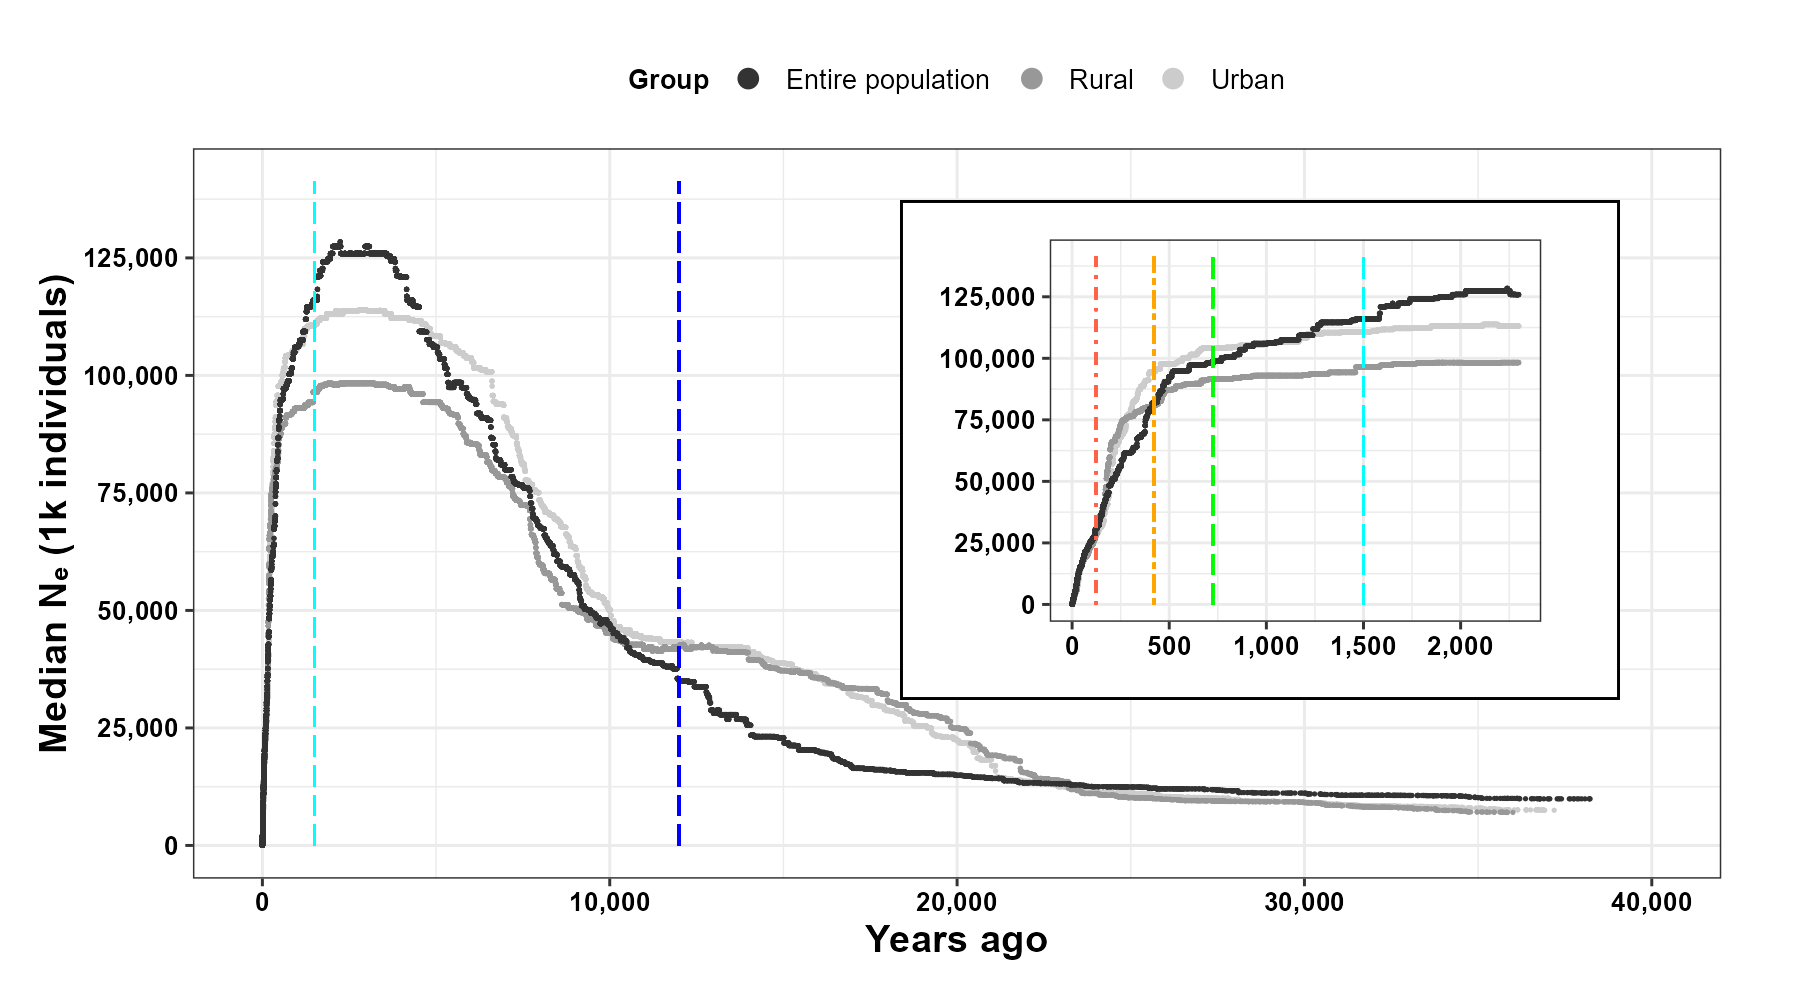 Group Entire population Rural Urban
125,000
100,000
75,000
50,000
25,000
0
Median Nₑ (1k individuals)
0 10,000 20,000 30,000 40,000
Years ago
125,000
100,000
75,000
50,000
25,000
0
0 500 1,000 1,500 2,000